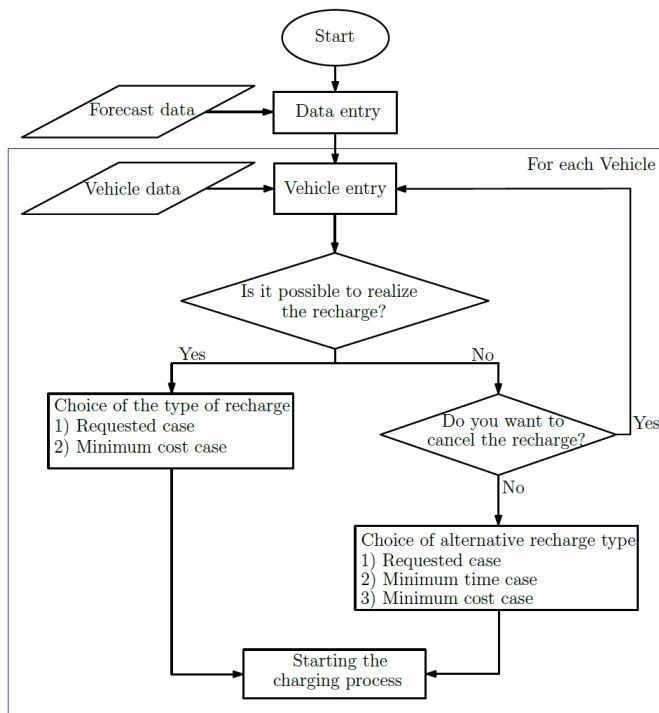 Start
Forecast data
Data entry
For each Vehicle
Vehicle data
Vehicle entry
Is it possible to realize
the recharge?
Yes
No
Choice of the type of recharge
1) Requested case
2) Minimum cost case
Do you want to
cancel the recharge?
Yes
No
Choice of alternative recharge type
1) Requested case
2) Minimum time case
3) Minimum cost case
Starting the
charging process